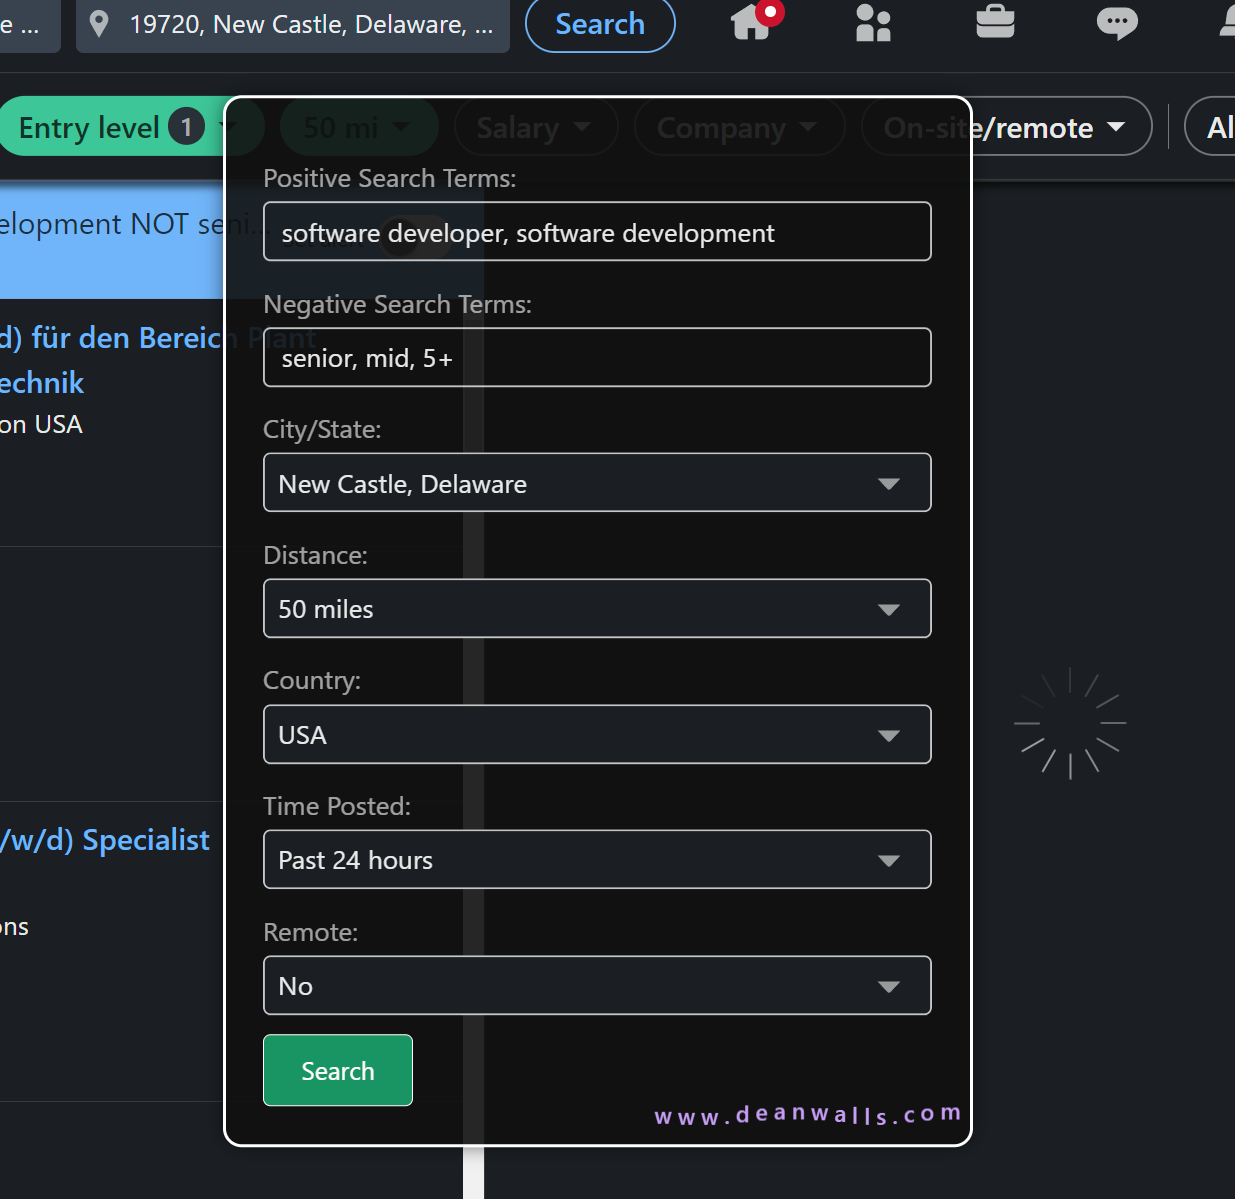 e ...
19720, New Castle, Delaware, ...
Search
Entry level 1
50 mi
Salary
Company
On-site/remote
Al
elopment NOT seni...
d) für den Bereich Plant
echnik
on USA
/w/d) Specialist
ons
Positive Search Terms:
software developer, software development
Negative Search Terms:
senior, mid, 5+
City/State:
New Castle, Delaware
Distance:
50 miles
Country:
USA
Time Posted:
Past 24 hours
Remote:
No
Search
www.deanwalls.com